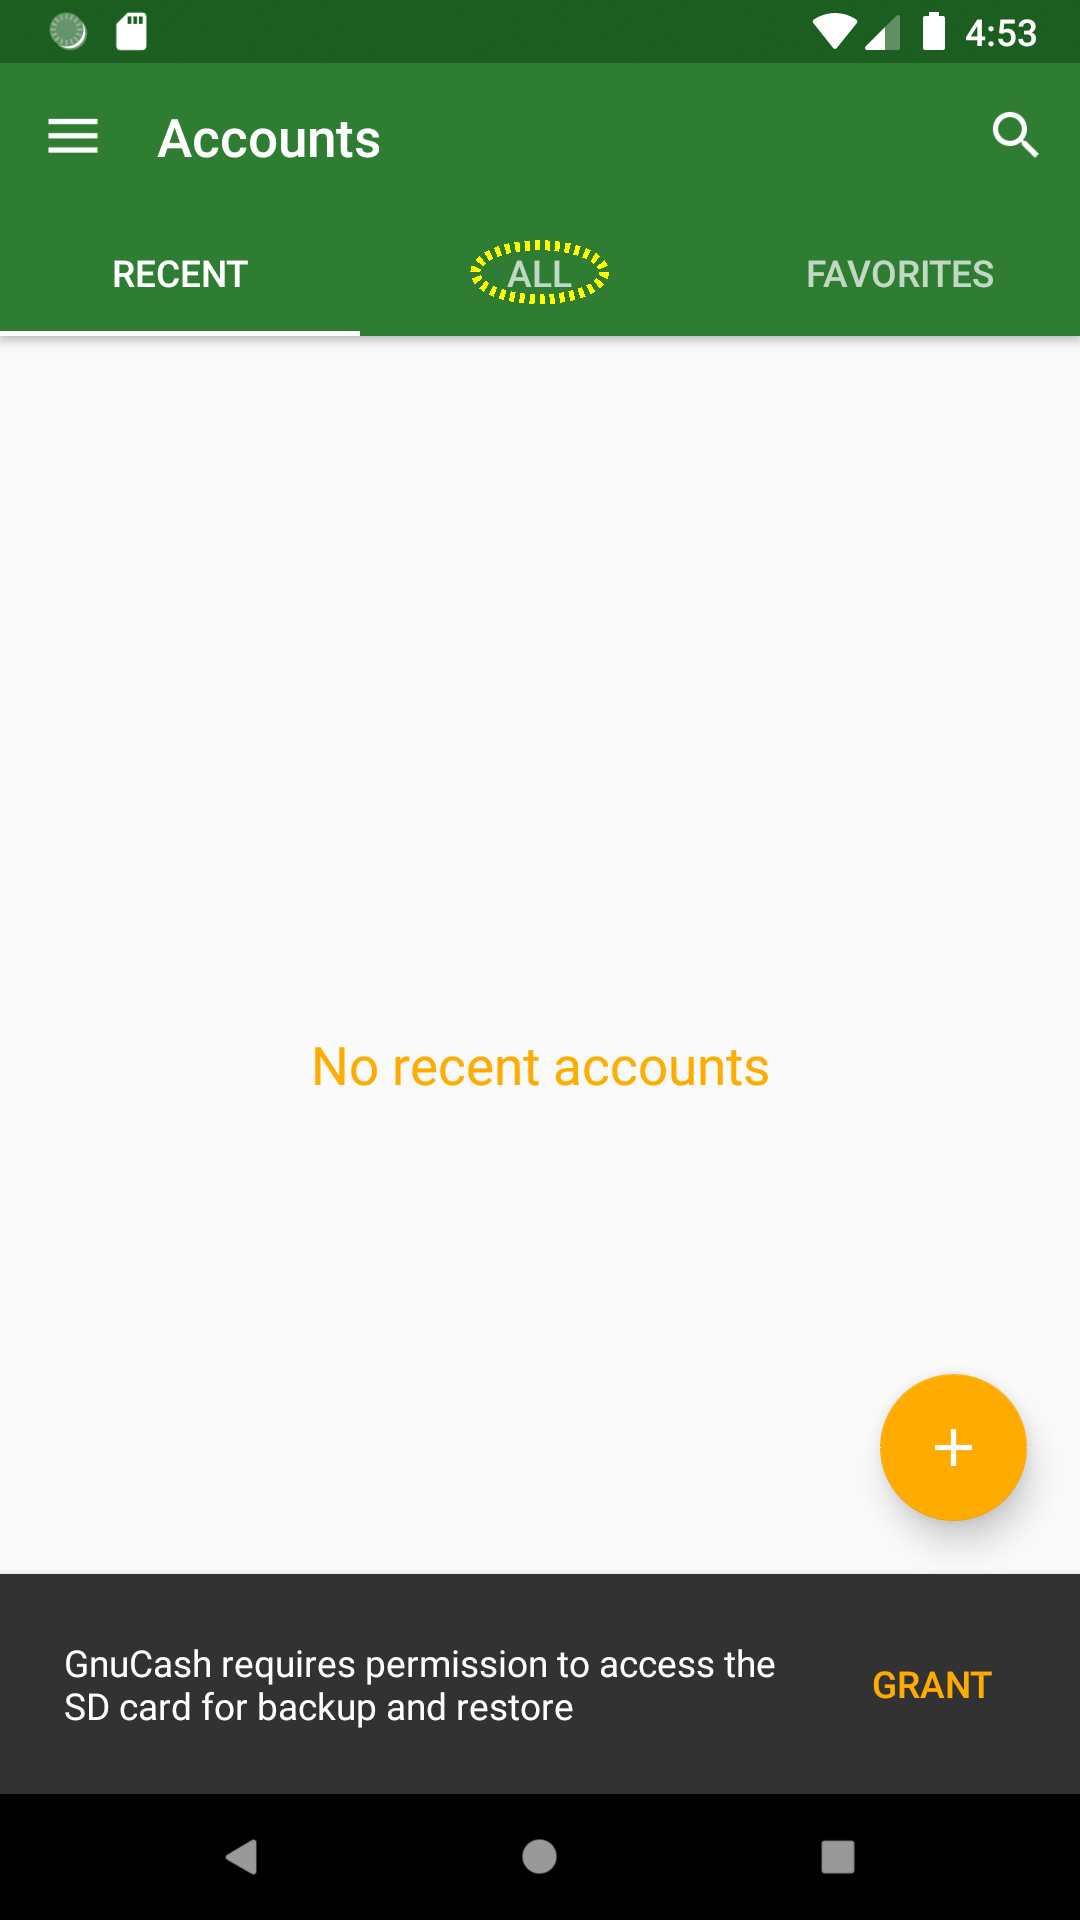 4:53
Accounts
RECENT
ALL
FAVORITES
No recent accounts
GnuCash requires permission to access the
SD card for backup and restore
GRANT